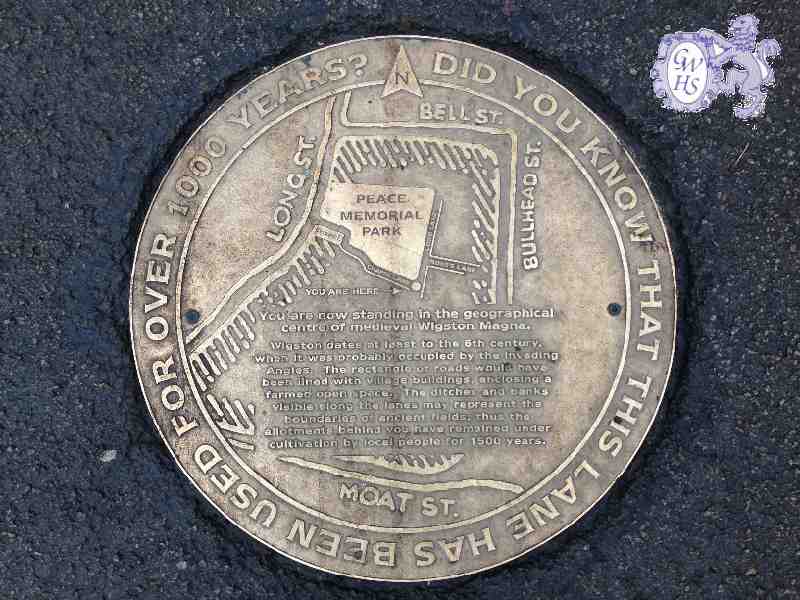 DID YOU KNOW THAT THIS LANE HAS BEEN USED FOR OVER 1000 YEARS?
N
GWHS
BELL ST.
LONG ST.
BULLHEAD ST.
PEACE
MEMORIAL
PARK
YOU ARE HERE
You are now standing in the geographical
centre of medieval Wigston Magna.
Wigston dates at least to the 6th century,
when it was probably occupied by the invading
Angles. The rectangle of roads would have
been lined with village buildings, enclosing a
farmed open space. The ditches and banks
visible along the lanes may represent the
boundaries of ancient fields, thus the
allotments behind you have remained under
cultivation by local people for 1500 years.
MOAT ST.